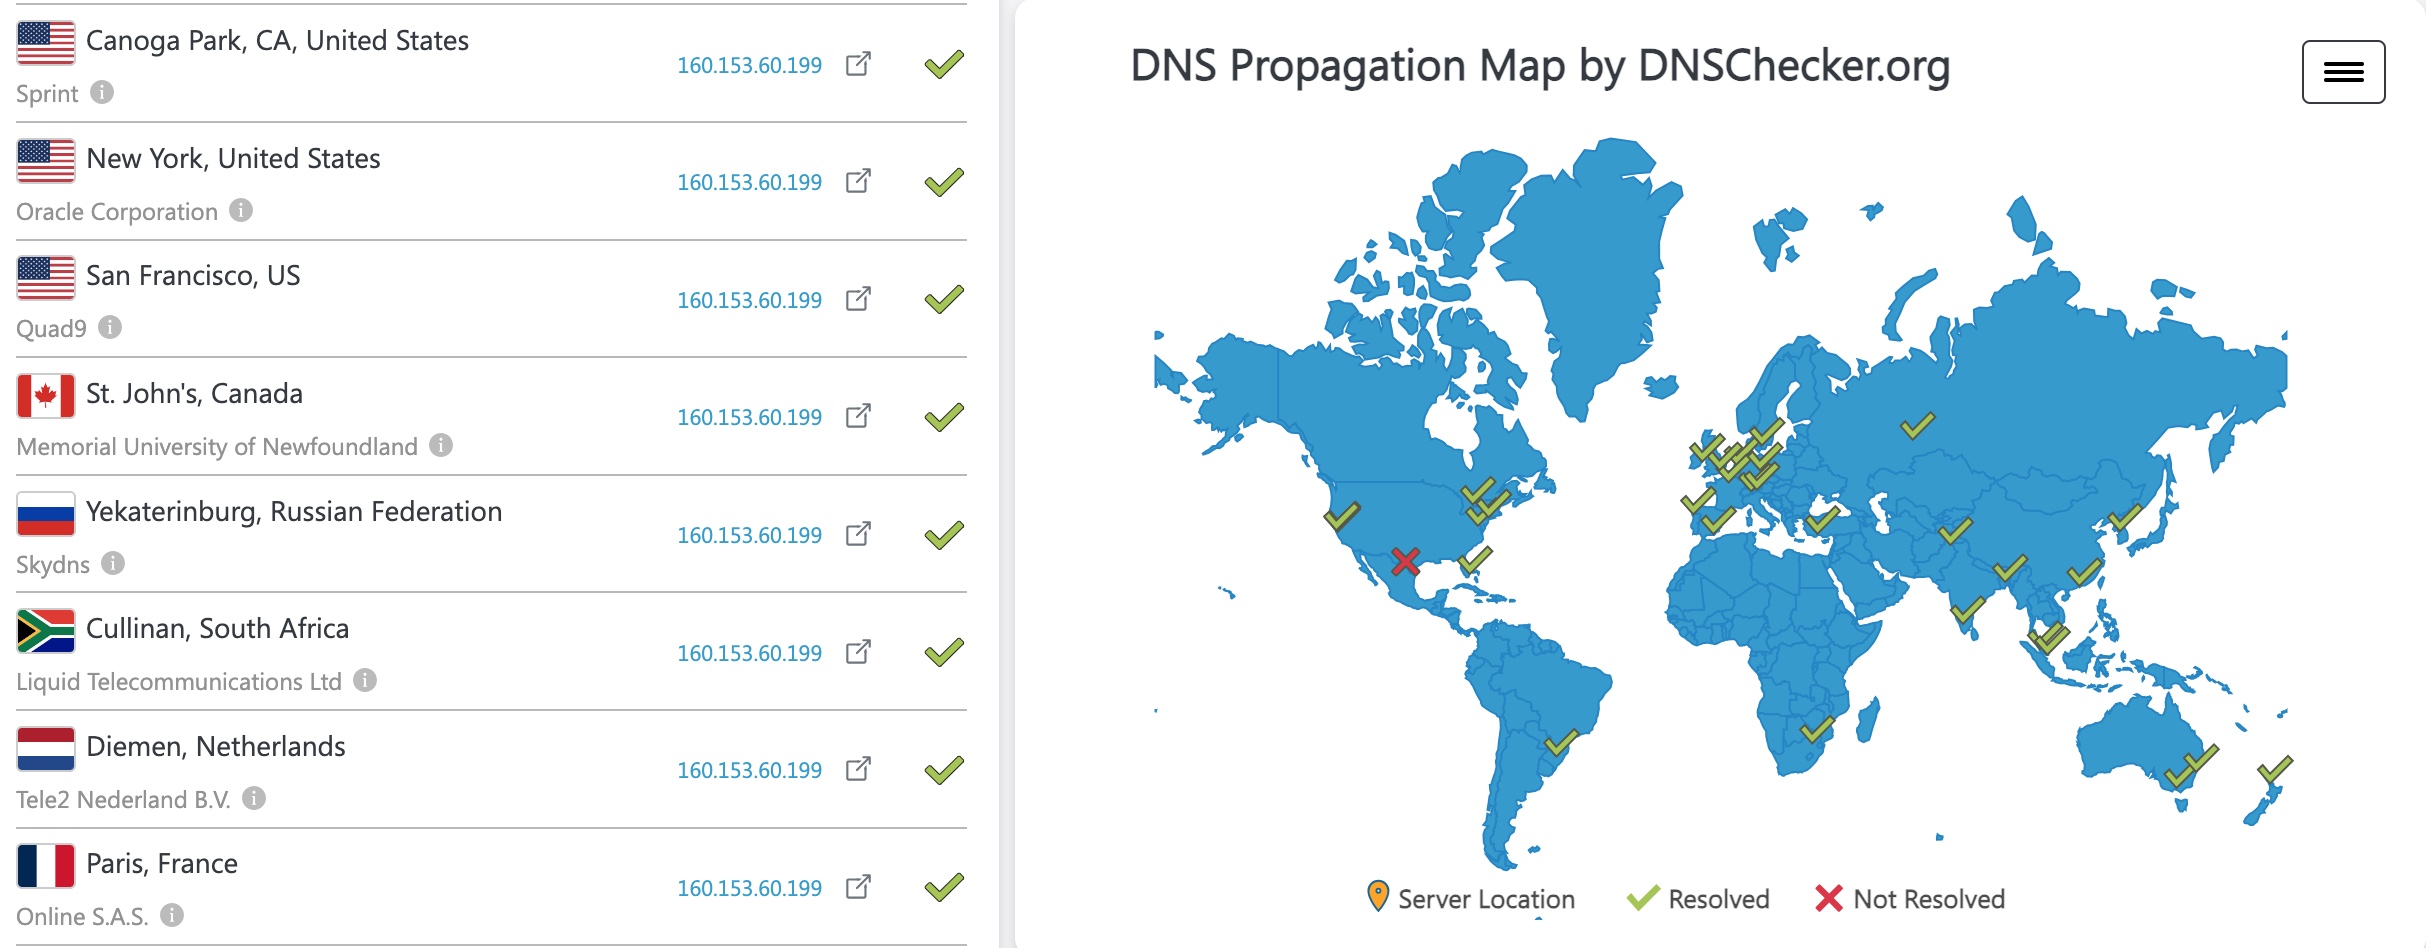 Canoga Park, CA, United States
160.153.60.199
Sprint
New York, United States
160.153.60.199
Oracle Corporation
San Francisco, US
160.153.60.199
Quad9
St. John's, Canada
160.153.60.199
Memorial University of Newfoundland
Yekaterinburg, Russian Federation
160.153.60.199
Skydns
Cullinan, South Africa
160.153.60.199
Liquid Telecommunications Ltd
Diemen, Netherlands
160.153.60.199
Tele2 Nederland B.V.
Paris, France
160.153.60.199
Online S.A.S.
DNS Propagation Map by DNSChecker.org
Server Location Resolved Not Resolved